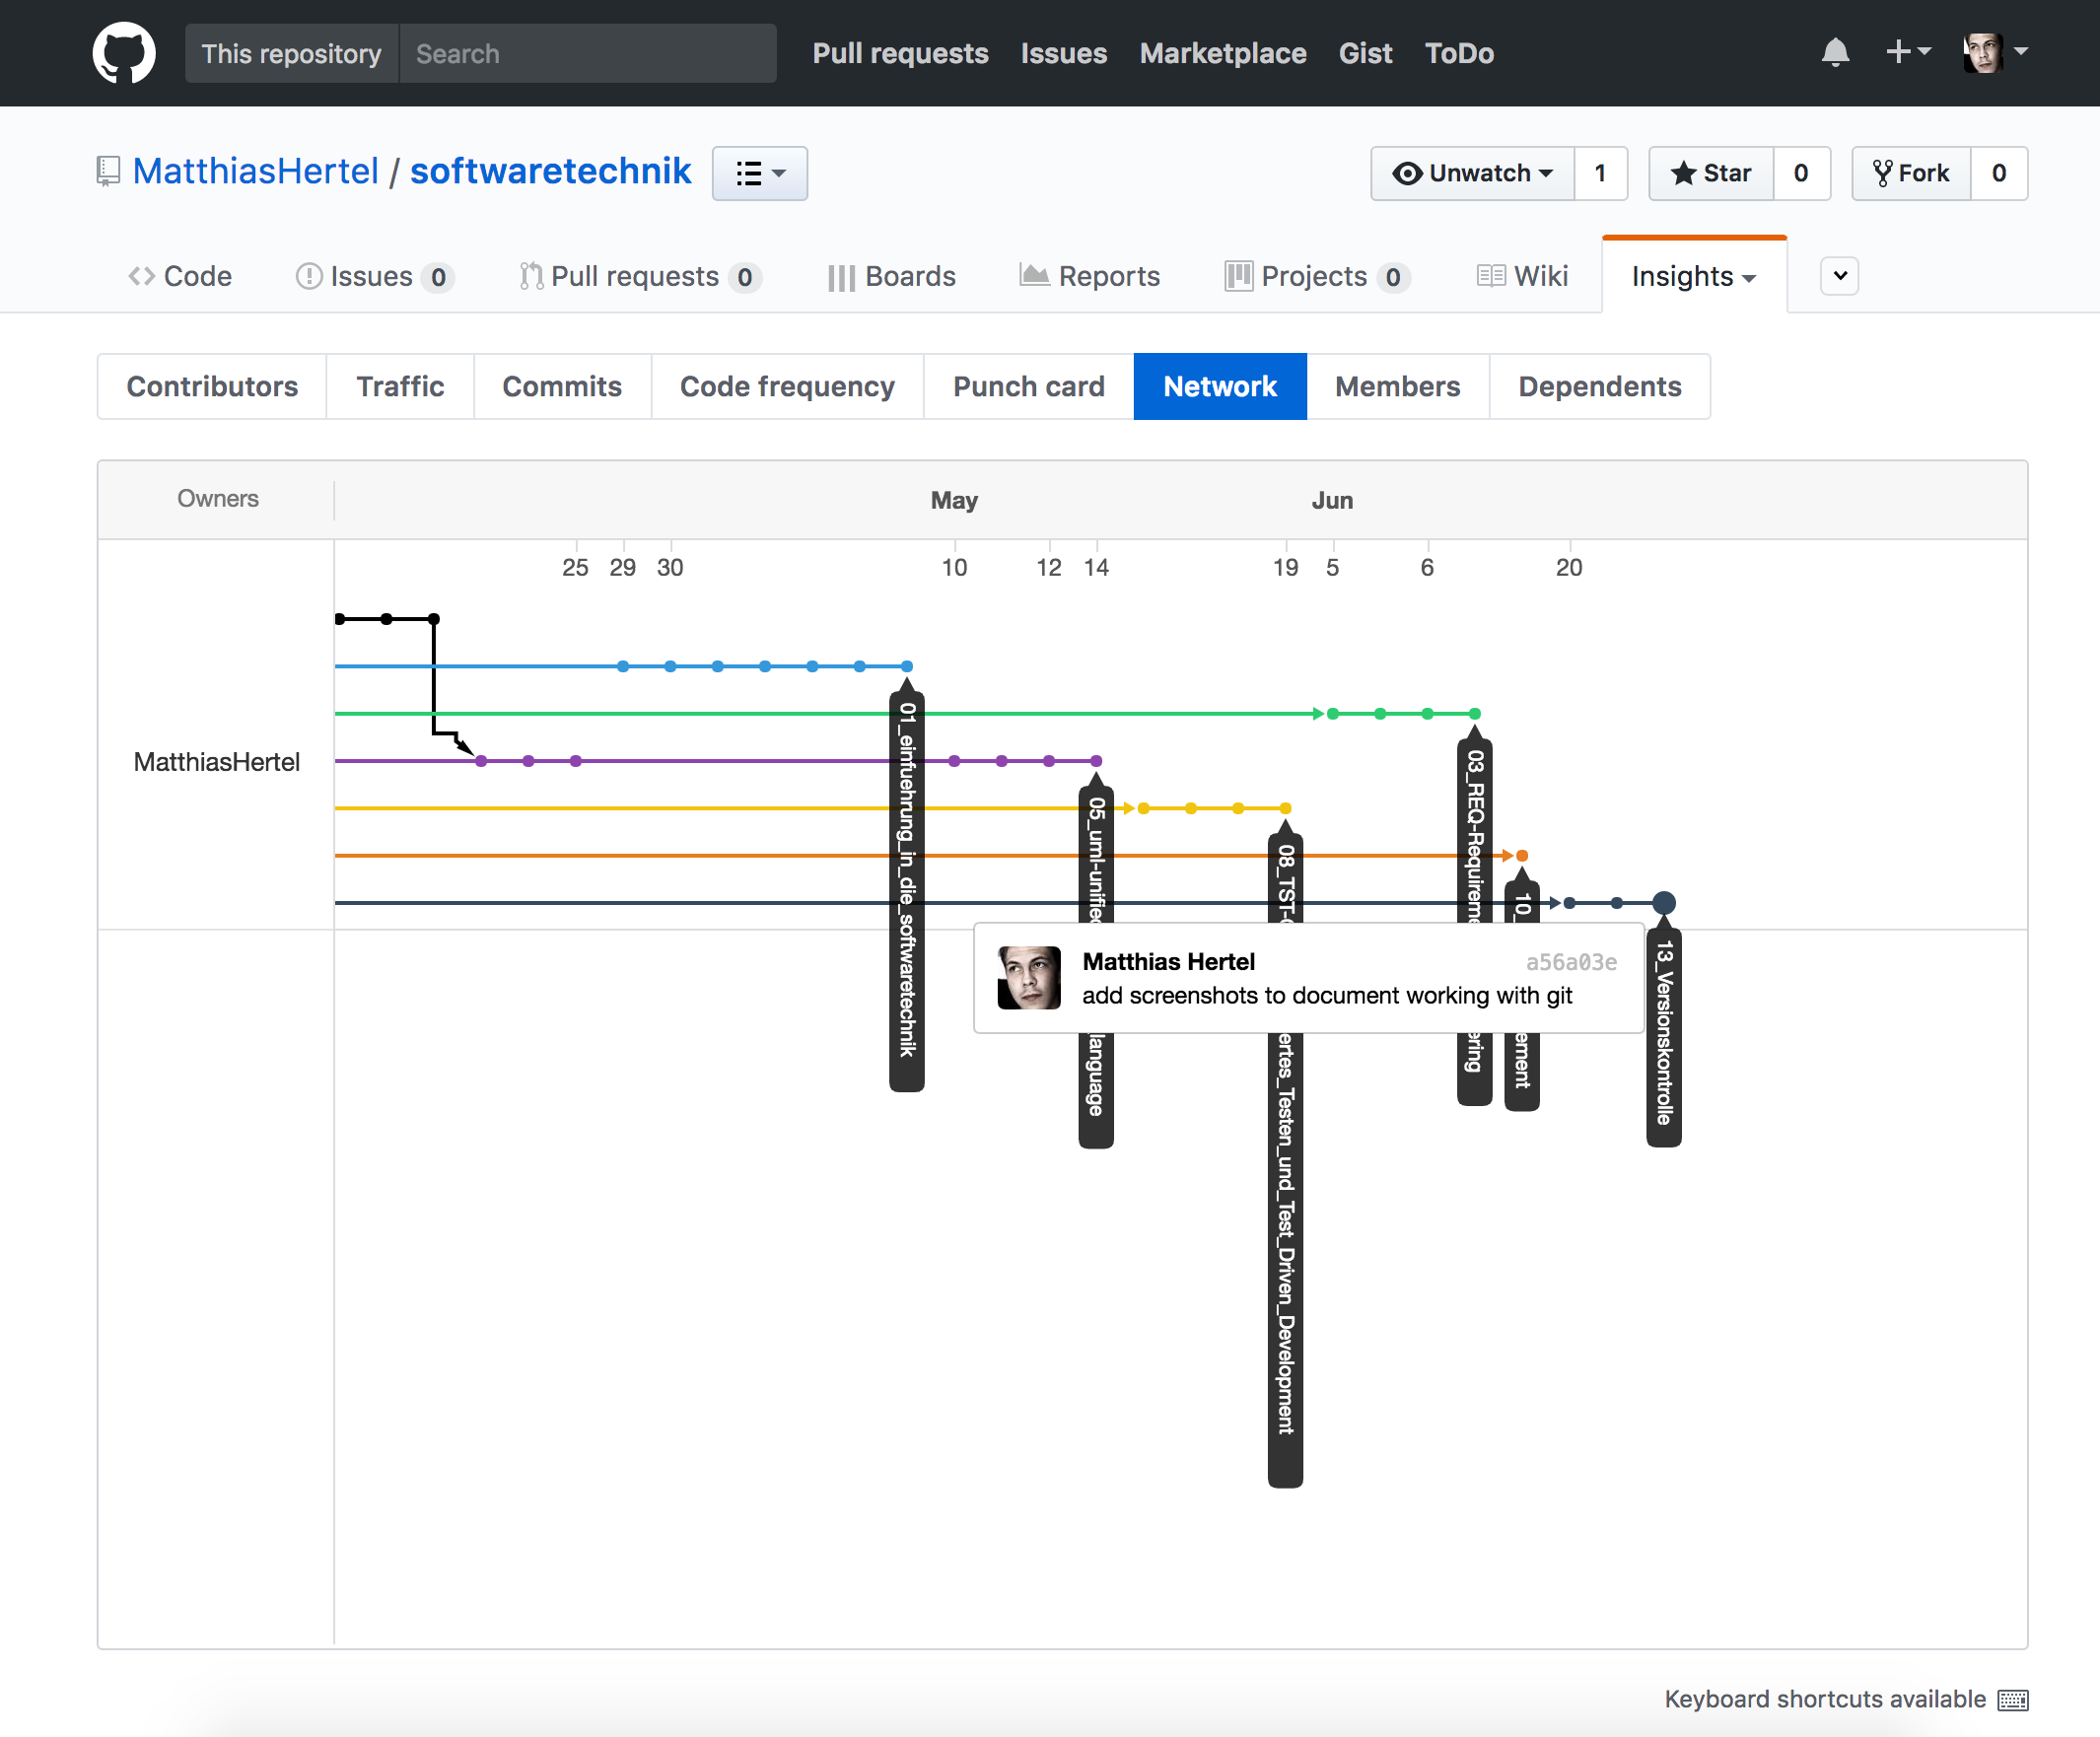 This repository Search Pull requests Issues Marketplace Gist ToDo
MatthiasHertel / softwaretechnik
Unwatch 1 Star 0 Fork 0
Code Issues 0 Pull requests 0 Boards Reports Projects 0 Wiki Insights
Contributors Traffic Commits Code frequency Punch card Network Members Dependents
Owners May Jun
25 29 30 10 12 14 19 5 6 20
MatthiasHertel
01_einfuehrung_in_die_softwaretechnik
05_uml-unified
language
08_TST-
ertes_Testen_und_Test_Driven_Development
03_REQ-Requireme
ering
10_
ement
13_Versionskontrolle
Matthias Hertel a56a03e
add screenshots to document working with git
Keyboard shortcuts available